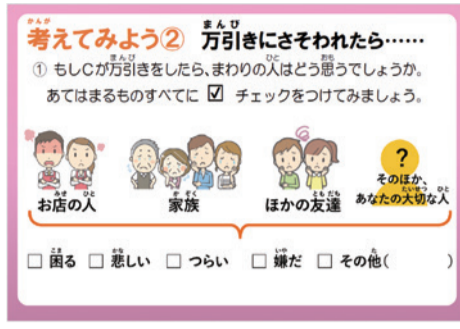 考えてみよう② 万引きにさそわれたら……
① もしCが万引きをしたら、まわりの人はどう思うでしょうか。
あてはまるものすべてに ☑ チェックをつけてみましょう。
お店の人 家族 ほかの友達 ? そのほか、
あなたの大切な人
□ 困る □ 悲しい □ つらい □ 嫌だ □ その他( )